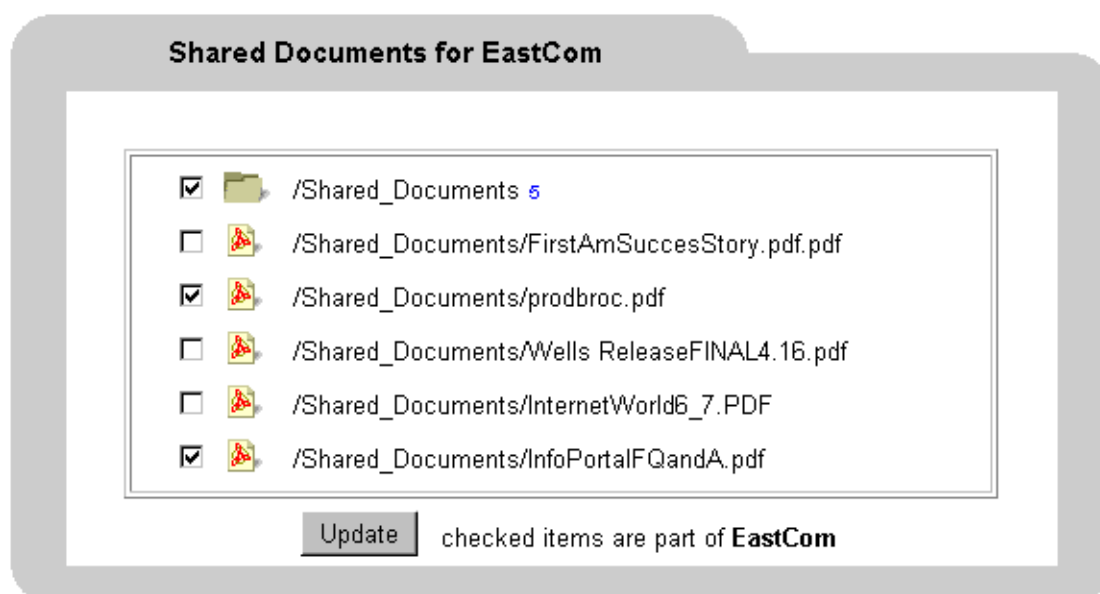 Shared Documents for EastCom
/Shared_Documents 5
/Shared_Documents/FirstAmSuccesStory.pdf.pdf
/Shared_Documents/prodbroc.pdf
/Shared_Documents/Wells ReleaseFINAL4.16.pdf
/Shared_Documents/InternetWorld6_7.PDF
/Shared_Documents/InfoPortalFQandA.pdf
Update checked items are part of EastCom